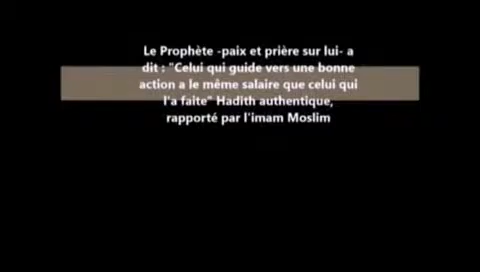 Le Prophète -paix et prière sur lui- a
dit : "Celui qui guide vers une bonne
action a le même salaire que celui qui
l'a faite" Hadith authentique,
rapporté par l'imam Moslim